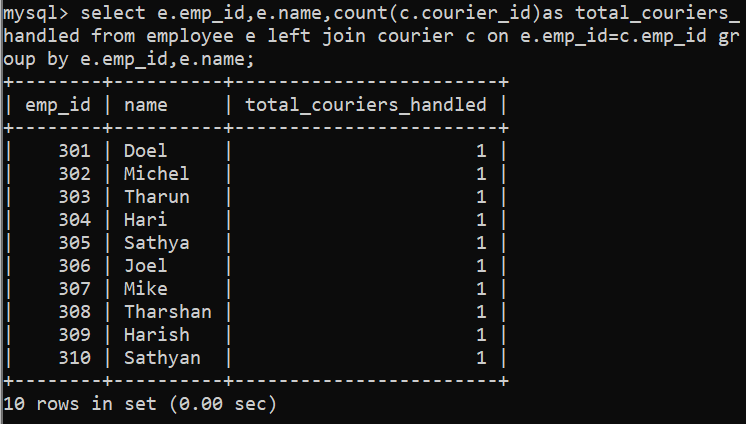 mysql> select e.emp_id,e.name,count(c.courier_id)as total_couriers_
handled from employee e left join courier c on e.emp_id=c.emp_id gr
oup by e.emp_id,e.name;
+--------+----------+------------------------+
| emp_id | name     | total_couriers_handled |
+--------+----------+------------------------+
|    301 | Doel     |                      1 |
|    302 | Michel   |                      1 |
|    303 | Tharun   |                      1 |
|    304 | Hari     |                      1 |
|    305 | Sathya   |                      1 |
|    306 | Joel     |                      1 |
|    307 | Mike     |                      1 |
|    308 | Tharshan |                      1 |
|    309 | Harish   |                      1 |
|    310 | Sathyan  |                      1 |
+--------+----------+------------------------+
10 rows in set (0.00 sec)